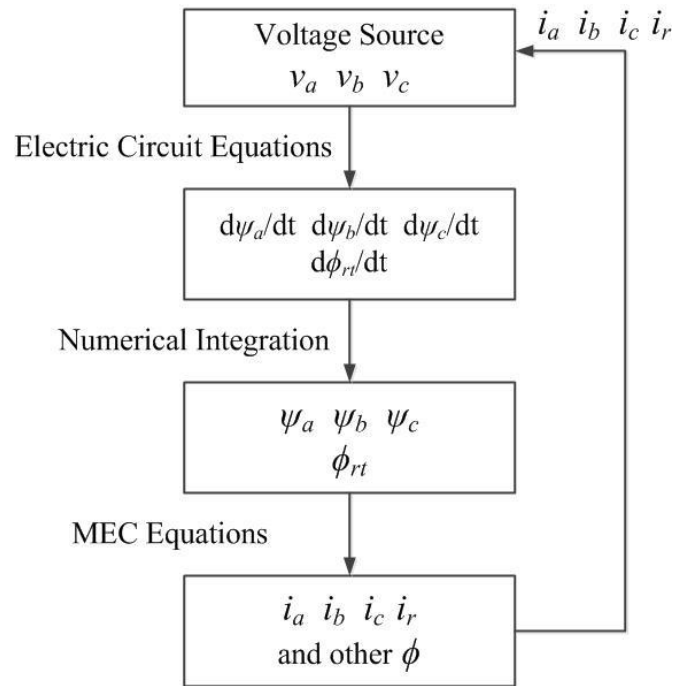 i_a i_b i_c i_r
Voltage Source
v_a v_b v_c
Electric Circuit Equations
dψ_a/dt dψ_b/dt dψ_c/dt
dϕ_rt/dt
Numerical Integration
ψ_a ψ_b ψ_c
ϕ_rt
MEC Equations
i_a i_b i_c i_r
and other ϕ